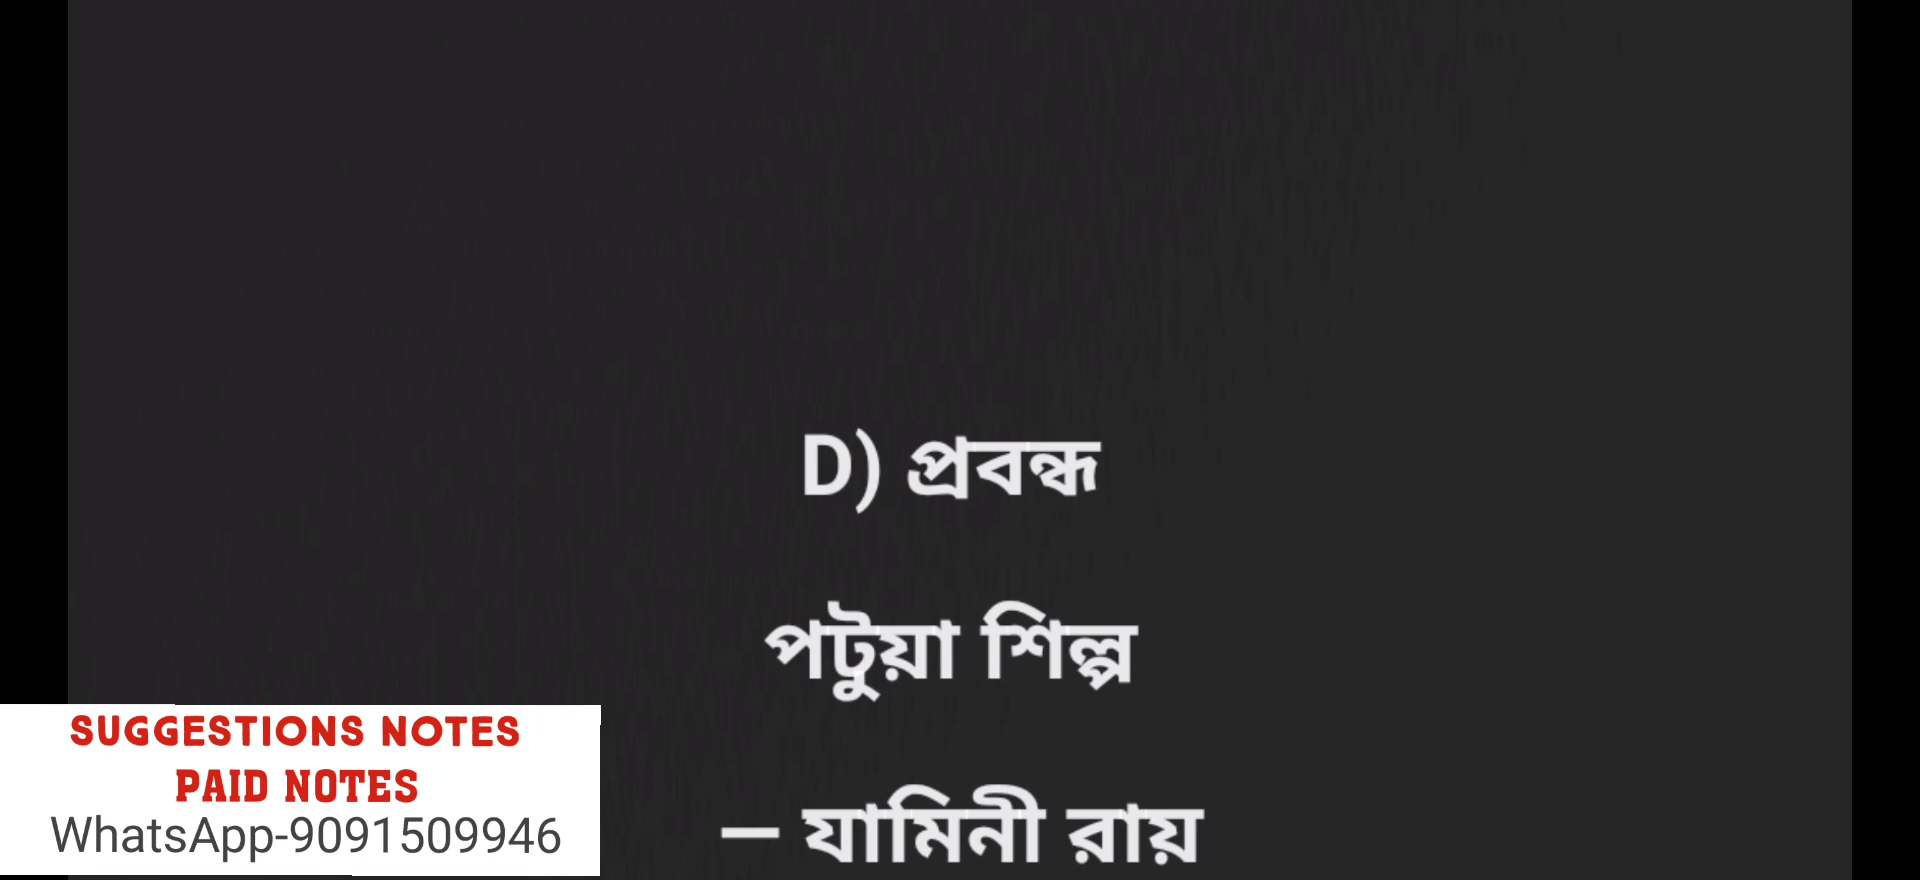 D) প্রবন্ধ
পটুয়া শিল্প
– যামিনী রায়
SUGGESTIONS NOTES
PAID NOTES
WhatsApp-9091509946